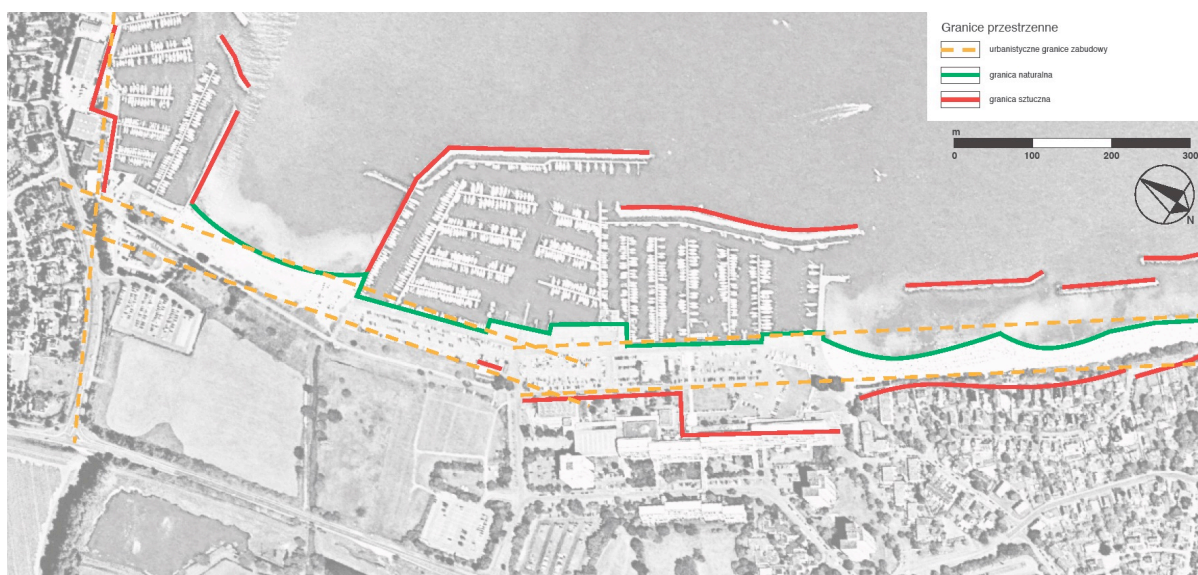 Granice przestrzenne
urbanistyczne granice zabudowy
granica naturalna
granica sztuczna
m
0 100 200 300
N